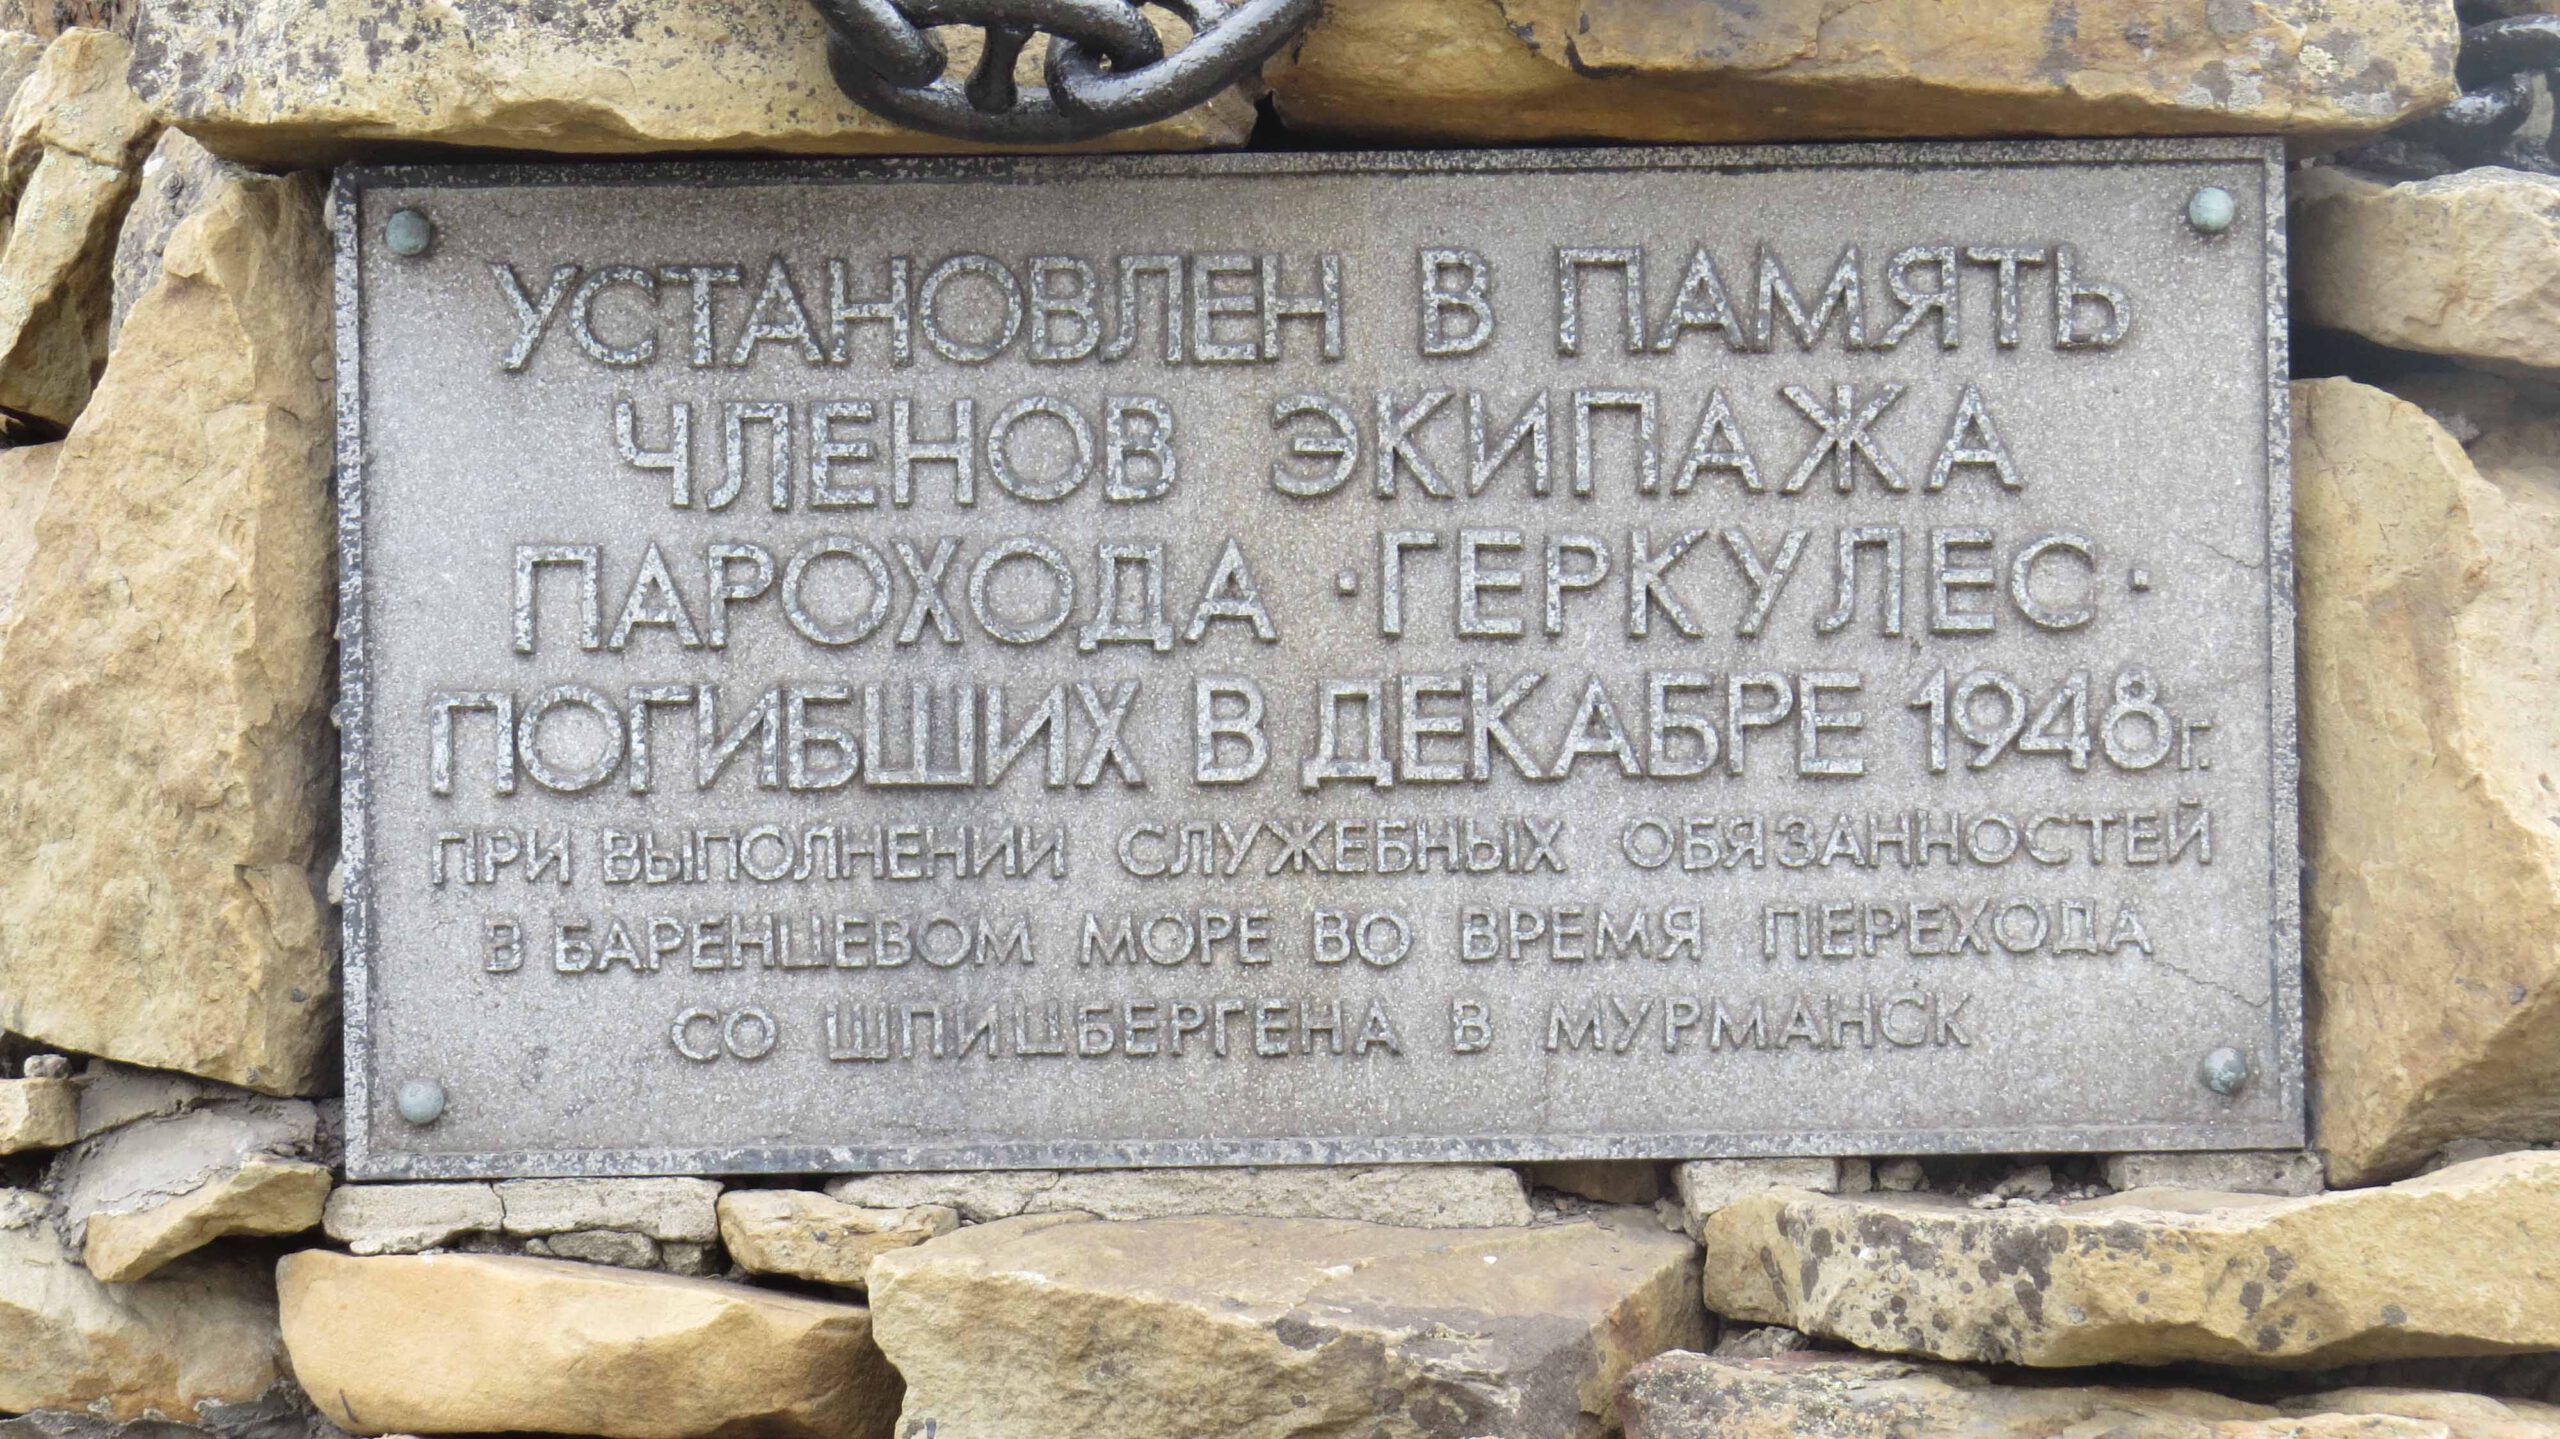 УСТАНОВЛЕН В ПАМЯТЬ
ЧЛЕНОВ ЭКИПАЖА
ПАРОХОДА · ГЕРКУЛЕС ·
ПОГИБШИХ В ДЕКАБРЕ 1948 г.
ПРИ ВЫПОЛНЕНИИ СЛУЖЕБНЫХ ОБЯЗАННОСТЕЙ
В БАРЕНЦЕВОМ МОРЕ ВО ВРЕМЯ ПЕРЕХОДА
СО ШПИЦБЕРГЕНА В МУРМАНСК